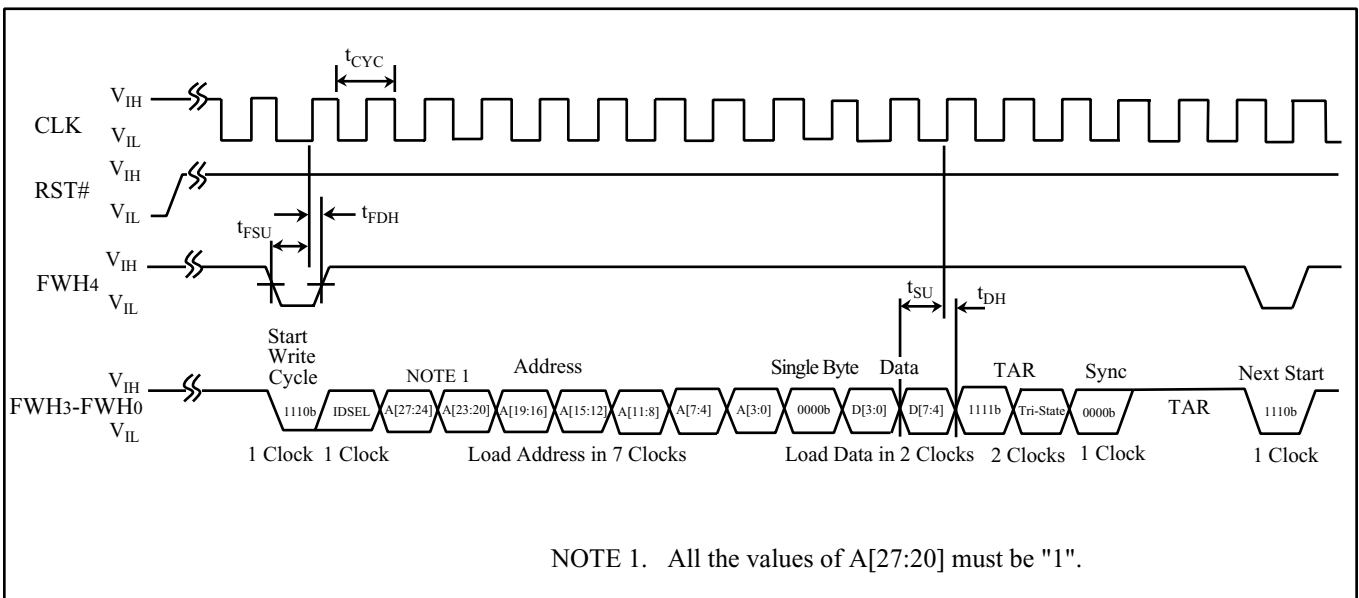 tCYC
VIH
CLK
VIL
VIH
RST#
VIL
tFDH
tFSU
VIH
FWH4
VIL
tSU
tDH
Start
Write
Cycle
NOTE 1
Address
Single Byte Data
TAR
Sync
Next Start
VIH
FWH3-FWH0
VIL
1110b IDSEL A[27:24] A[23:20] A[19:16] A[15:12] A[11:8] A[7:4] A[3:0] 0000b D[3:0] D[7:4] 1111b Tri-State 0000b TAR 1110b
1 Clock 1 Clock Load Address in 7 Clocks Load Data in 2 Clocks 2 Clocks 1 Clock 1 Clock
NOTE 1. All the values of A[27:20] must be "1".